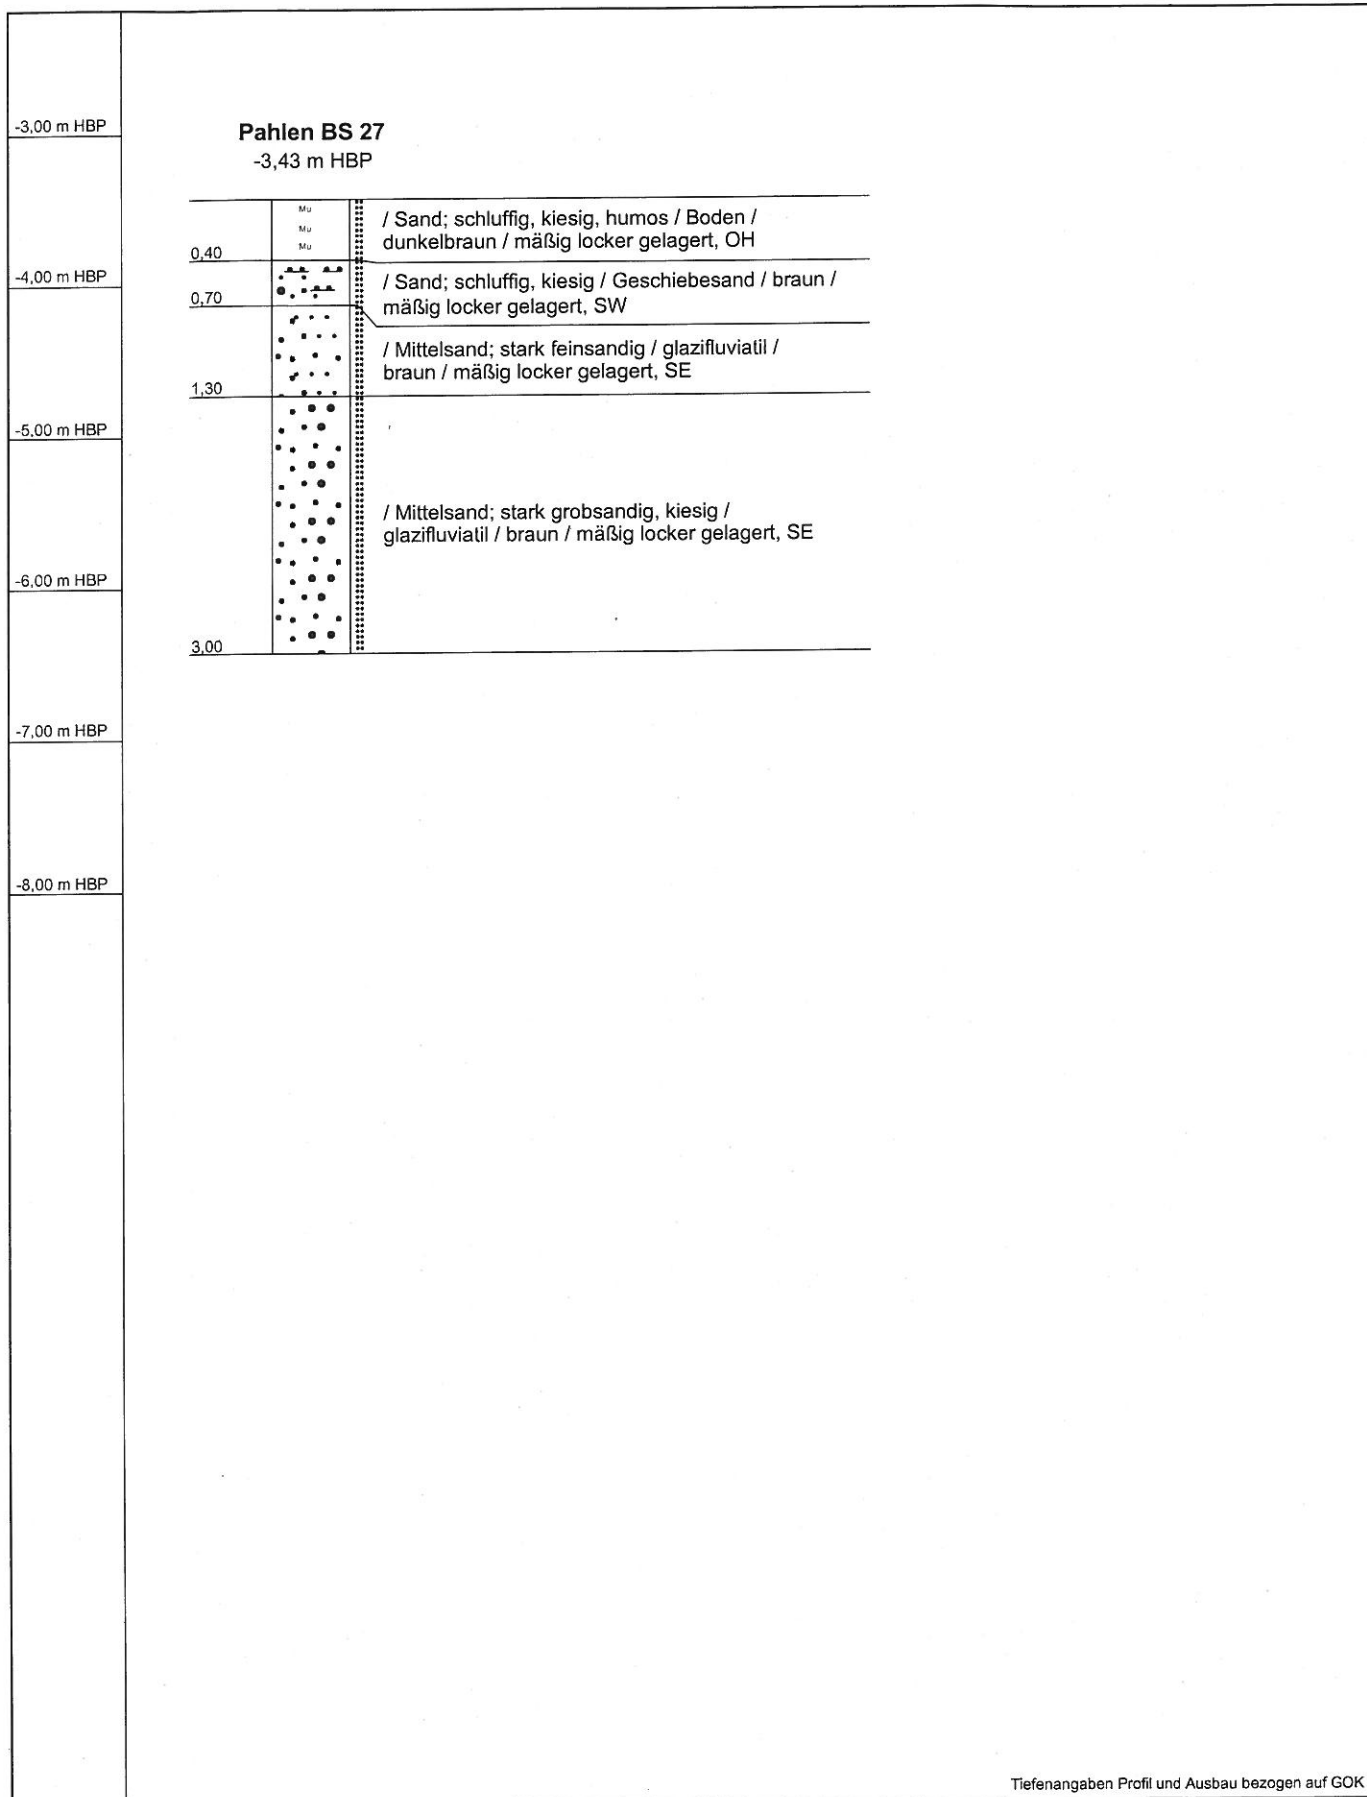 -3,00 m HBP
Pahlen BS 27
-3,43 m HBP
Mu
Mu
Mu
/ Sand; schluffig, kiesig, humos / Boden /
dunkelbraun / mäßig locker gelagert, OH
0,40
-4,00 m HBP
/ Sand; schluffig, kiesig / Geschiebesand / braun /
mäßig locker gelagert, SW
0,70
/ Mittelsand; stark feinsandig / glazifluviatil /
braun / mäßig locker gelagert, SE
1,30
-5,00 m HBP
/ Mittelsand; stark grobsandig, kiesig /
glazifluviatil / braun / mäßig locker gelagert, SE
-6,00 m HBP
3,00
-7,00 m HBP
-8,00 m HBP
Tiefenangaben Profil und Ausbau bezogen auf GOK